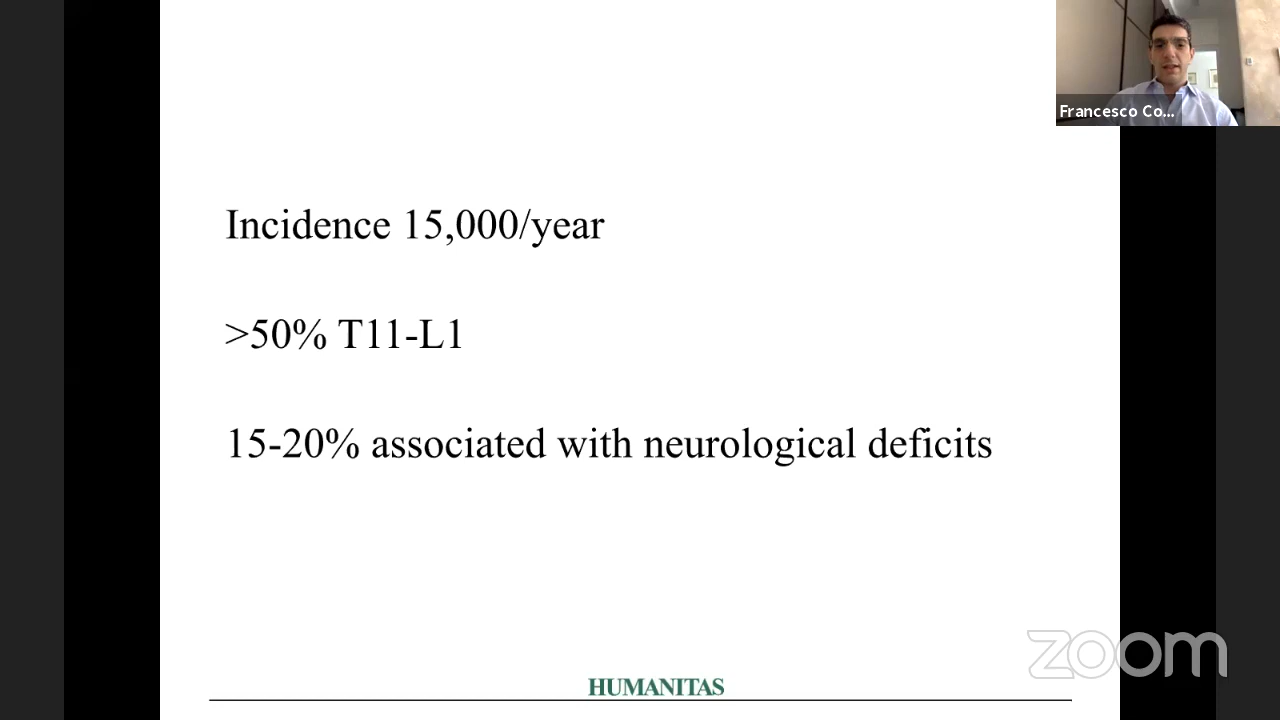 Francesco Co...
Incidence 15,000/year
>50% T11-L1
15-20% associated with neurological deficits
zoom
HUMANITAS